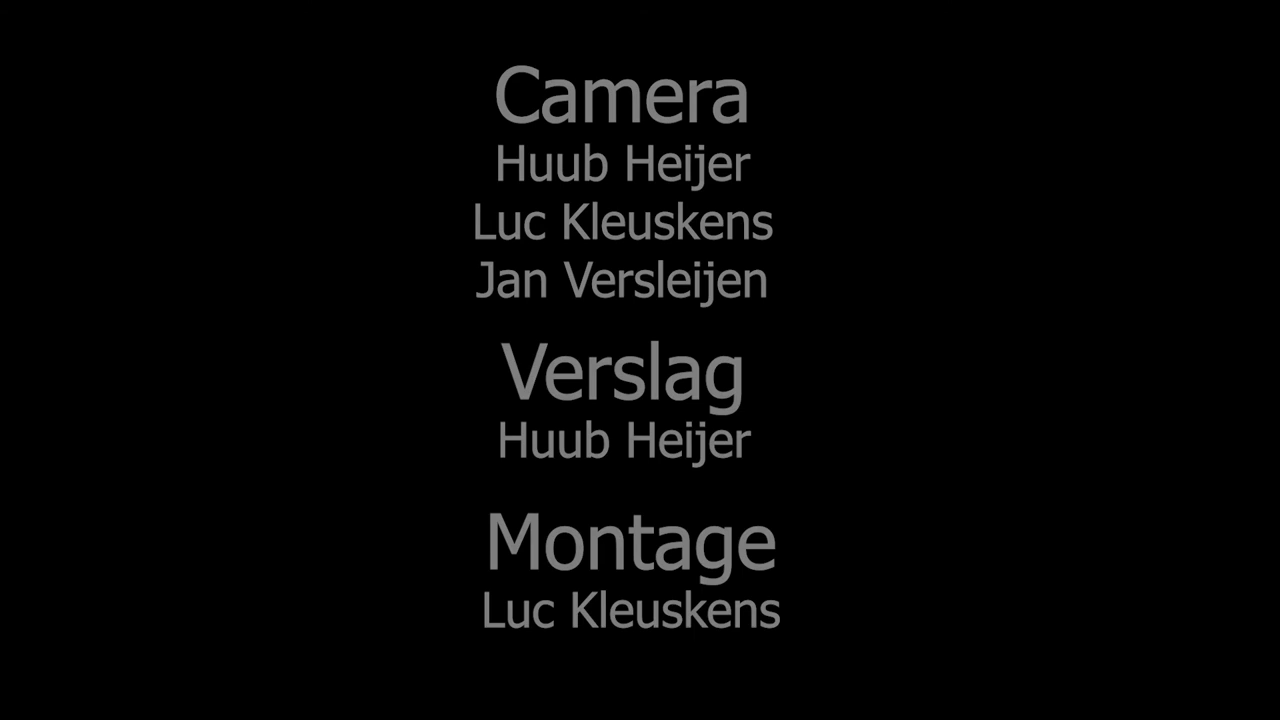 Camera
Huub Heijer
Luc Kleuskens
Jan Versleijen
Verslag
Huub Heijer
Montage
Luc Kleuskens